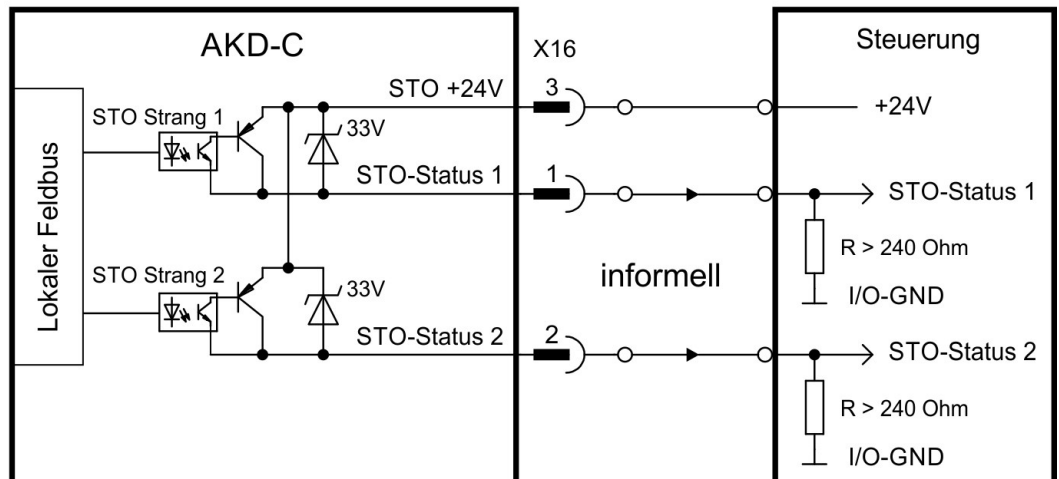 AKD-C
X16
Steuerung
Lokaler Feldbus
STO +24V
3
+24V
STO Strang 1
33V
STO-Status 1
1
STO-Status 1
R > 240 Ohm
I/O-GND
informell
STO Strang 2
33V
STO-Status 2
2
STO-Status 2
R > 240 Ohm
I/O-GND